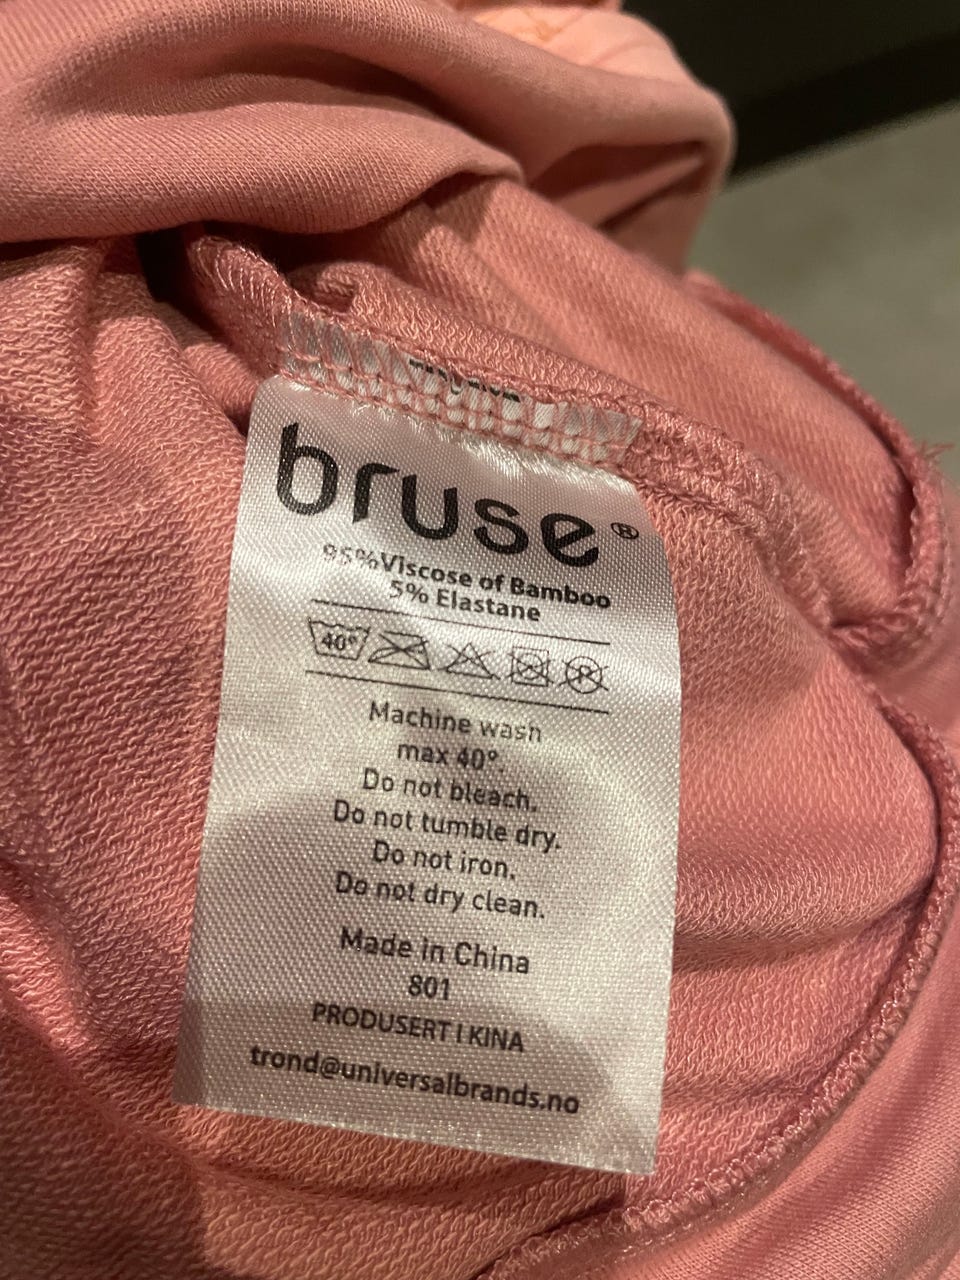 bruse®
95% Viscose of Bamboo
5% Elastane
40° P
Machine wash
max 40°.
Do not bleach.
Do not tumble dry.
Do not iron.
Do not dry clean.
Made in China
801
PRODUSERT I KINA
trond@universalbrands.no